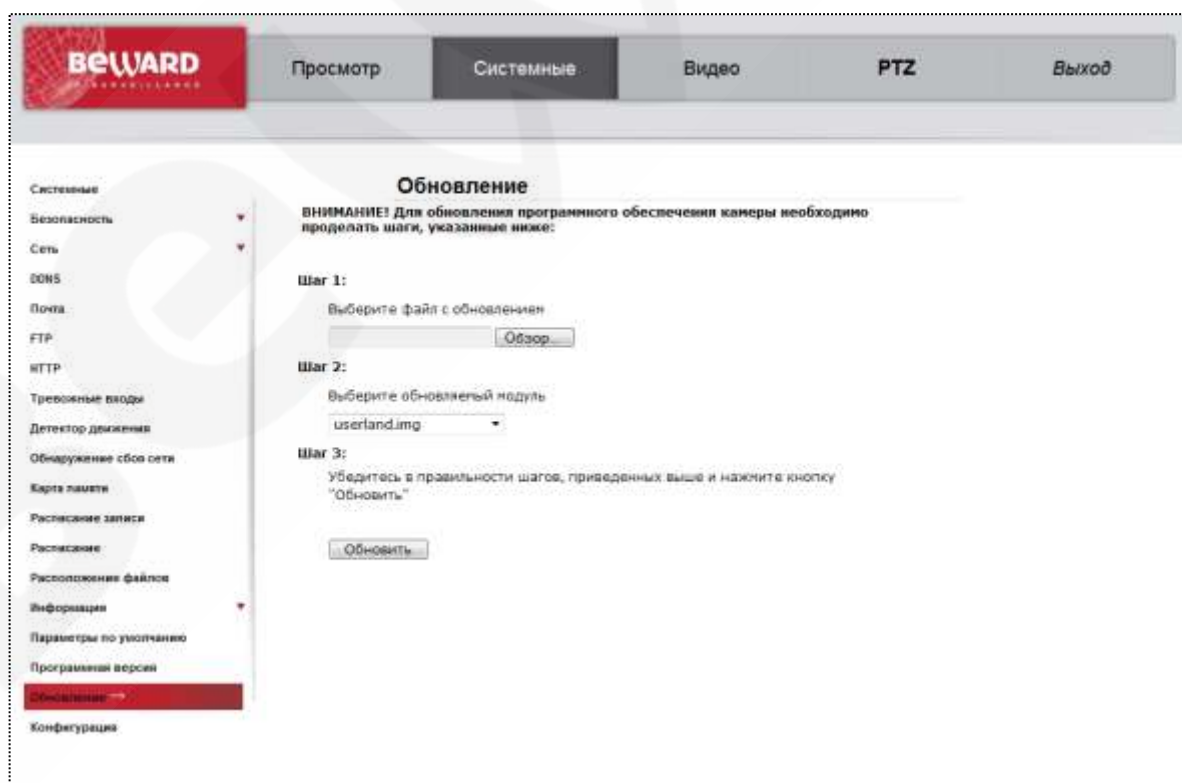 BEWARD
Просмотр
Системные
Видео
PTZ
Выход
Системные
Безопасность
Сеть
DDNS
Почта
FTP
HTTP
Тревожные входы
Детектор движения
Обнаружение сбоя сети
Карта памяти
Расписание записи
Расписание
Расположение файлов
Информация
Параметры по умолчанию
Программная версия
Обновление →
Конфигурация
Обновление
ВНИМАНИЕ! Для обновления программного обеспечения камеры необходимо
проделать шаги, указанные ниже:
Шаг 1:
Выберите файл с обновлением
Обзор...
Шаг 2:
Выберите обновляемый модуль
userland.img
Шаг 3:
Убедитесь в правильности шагов, приведенных выше и нажмите кнопку
"Обновить"
Обновить